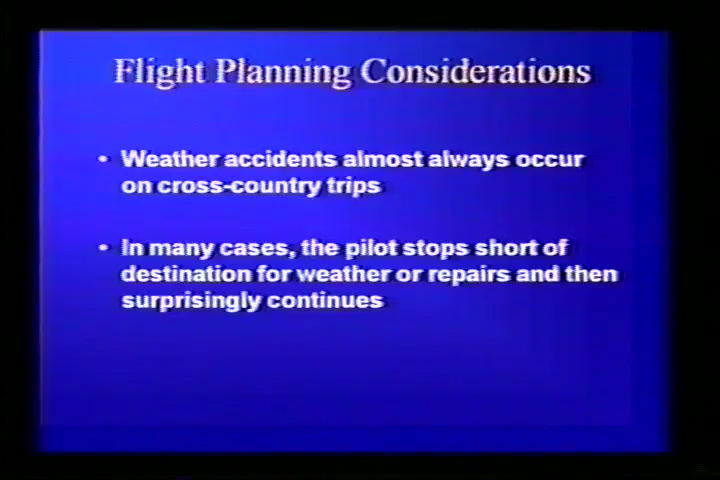 Flight Planning Considerations
• Weather accidents almost always occur
on cross-country trips
• In many cases, the pilot stops short of
destination for weather or repairs and then
surprisingly continues